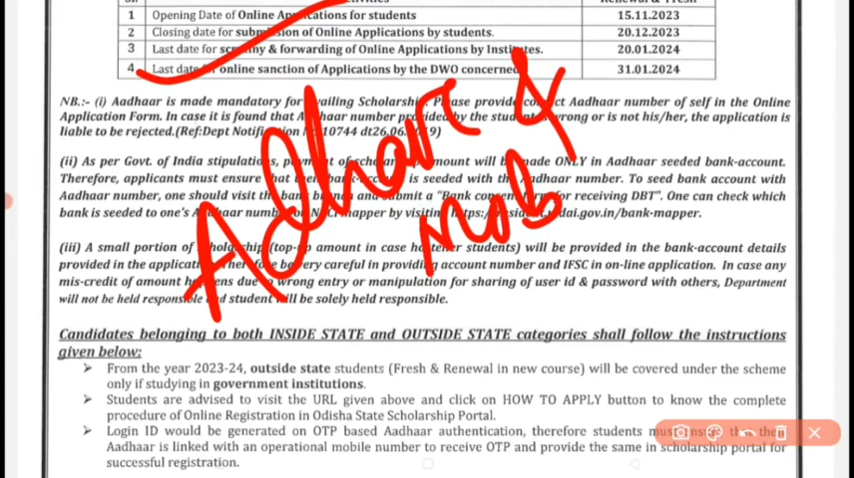 1 Opening Date of Online Applications for students 15.11.2023
2 Closing date for submission of Online Applications by students. 20.12.2023
3 Last date for scrutiny & forwarding of Online Applications by Institutes. 20.01.2024
4 Last date for online sanction of Applications by the DWO concerned 31.01.2024
NB.:- (i) Aadhaar is made mandatory for availing Scholarship. Please provide correct Aadhaar number of self in the Online
Application Form. In case it is found that Aadhaar number provided by the student is wrong or is not his/her, the application is
liable to be rejected.(Ref:Dept Notification 10744 dt26.06
(ii) As per Govt. of India stipulations, payment of scholarship amount will be made ONLY in Aadhaar seeded bank-account.
Therefore, applicants must ensure that their bank-account is seeded with the Aadhaar number. To seed bank account with
Aadhaar number, one should visit the bank branch and submit a "Bank consent form for receiving DBT". One can check which
bank is seeded to one's Aadhaar number on NPCI mapper by visiting https://resident.uidai.gov.in/bank-mapper.
(iii) A small portion of scholarship (top-up amount in case hosteller students) will be provided in the bank-account details
provided in the application. Therefore be very careful in providing account number and IFSC in on-line application. In case any
mis-credit of amount happens due to wrong entry or manipulation for sharing of user id & password with others, Department
will not be held responsible and student will be solely held responsible.
Candidates belonging to both INSIDE STATE and OUTSIDE STATE categories shall follow the instructions
given below:
➢ From the year 2023-24, outside state students (Fresh & Renewal in new course) will be covered under the scheme
only if studying in government institutions.
➢ Students are advised to visit the URL given above and click on HOW TO APPLY button to know the complete
procedure of Online Registration in Odisha State Scholarship Portal.
➢ Login ID would be generated on OTP based Aadhaar authentication, therefore students must ensure that their
Aadhaar is linked with an operational mobile number to receive OTP and provide the same in scholarship portal for
successful registration.
Adhar &
Mob